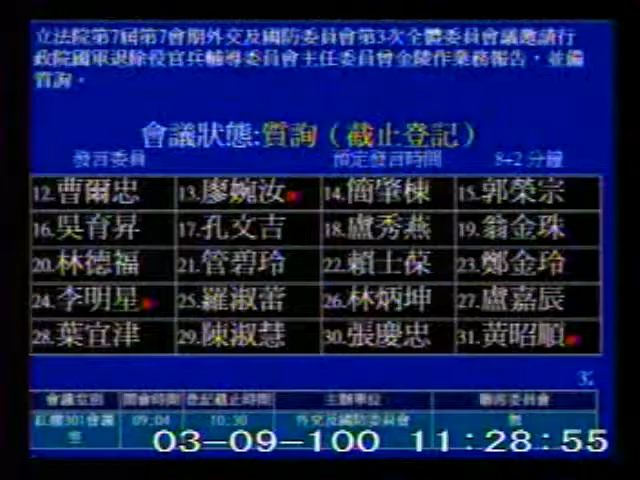 立法院第7屆第7會期外交及國防委員會第3次全體委員會議邀請行
政院國軍退除役官兵輔導委員會主任委員曾金陵作業務報告，並備
質詢。
會議狀態:質詢（截止登記）
發言委員 預定發言時間 8+2 分鐘
12.曹爾忠 13.廖婉汝 14.簡肇棟 15.郭榮宗
16.吳育昇 17.孔文吉 18.盧秀燕 19.翁金珠
20.林德福 21.管碧玲 22.賴士葆 23.鄭金玲
24.李明星 25.羅淑蕾 26.林炳坤 27.盧嘉辰
28.葉宜津 29.陳淑慧 30.張慶忠 31.黃昭順
會議室別 開會時間 登記截止時間 主辦單位 聯席委員會
紅樓301會議室 09:04 10:30 外交及國防委員會 無
03-09-100 11:28:55